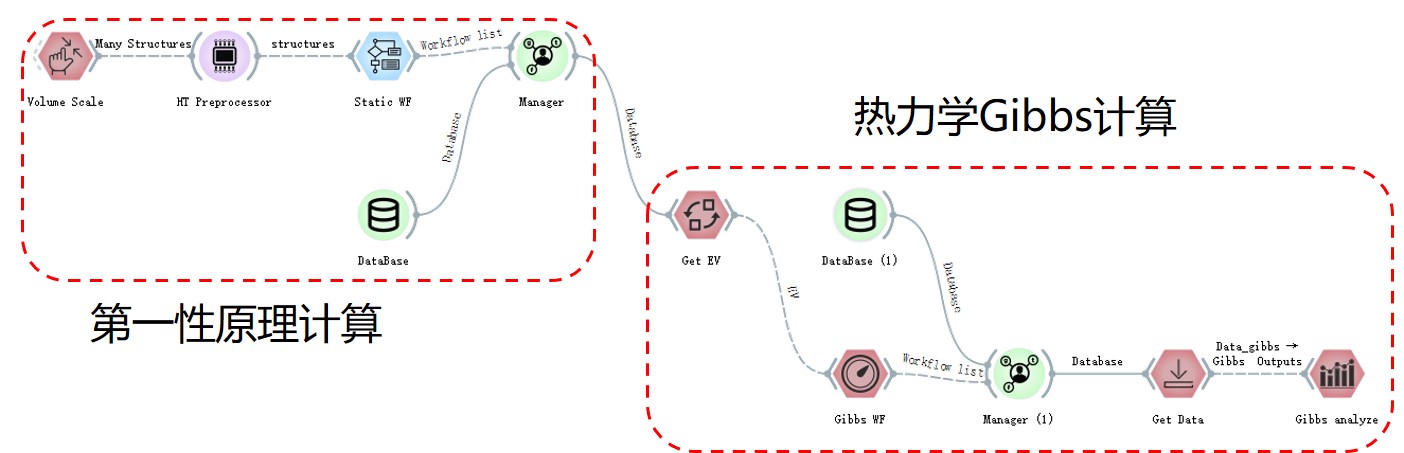 Many Structures
structures
Workflow list
Volume Scale
HT Preprocessor
Static WF
Manager
Database
Database
DataBase
第一性原理计算
热力学Gibbs计算
Get EV
DataBase (1)
EV
Database
Workflow list
Database
Data_gibbs →
Gibbs Outputs
Gibbs WF
Manager (1)
Get Data
Gibbs analyze